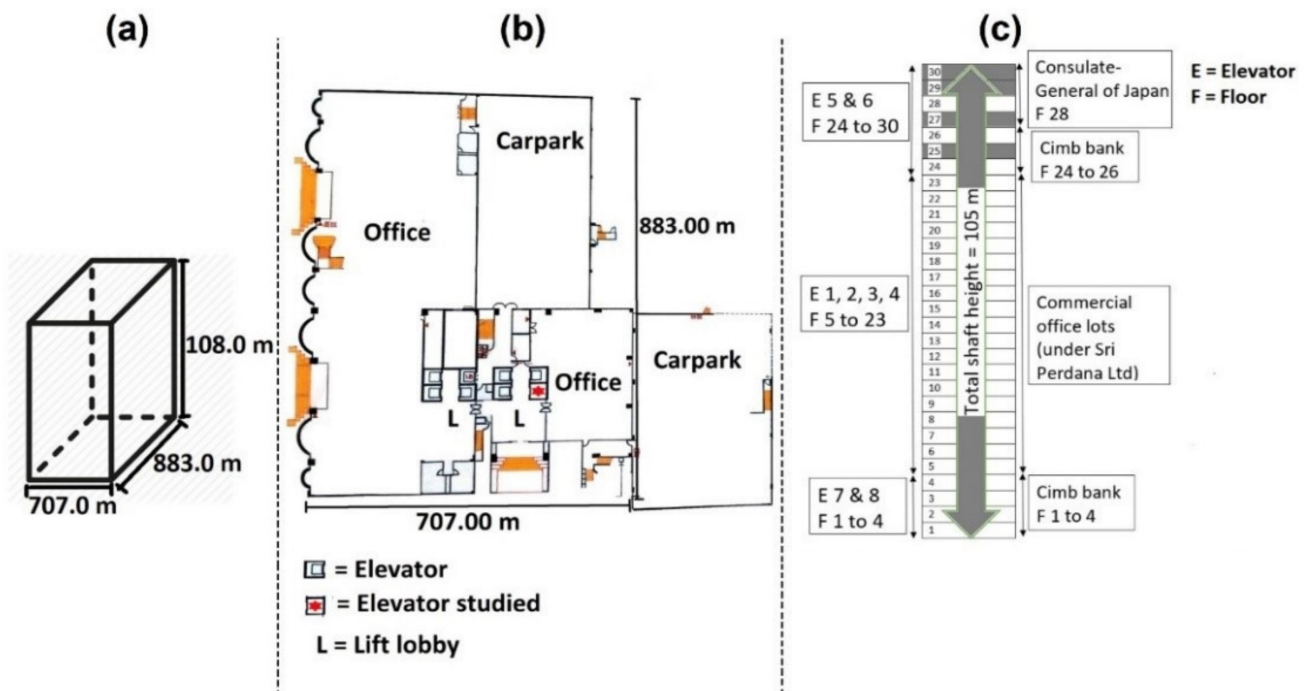 (a)
108.0 m
883.0 m
707.0 m
(b)
Carpark
Office
883.00 m
Carpark
Office
L
L
707.00 m
= Elevator
= Elevator studied
L = Lift lobby
(c)
E 5 & 6
F 24 to 30
E 1, 2, 3, 4
F 5 to 23
E 7 & 8
F 1 to 4
30
29
28
27
26
25
24
23
22
21
20
19
18
17
16
15
14
13
12
11
10
9
8
7
6
5
4
3
2
1
Total shaft height = 105 m
Consulate-
General of Japan
F 28
Cimb bank
F 24 to 26
Commercial
office lots
(under Sri
Perdana Ltd)
Cimb bank
F 1 to 4
E = Elevator
F = Floor